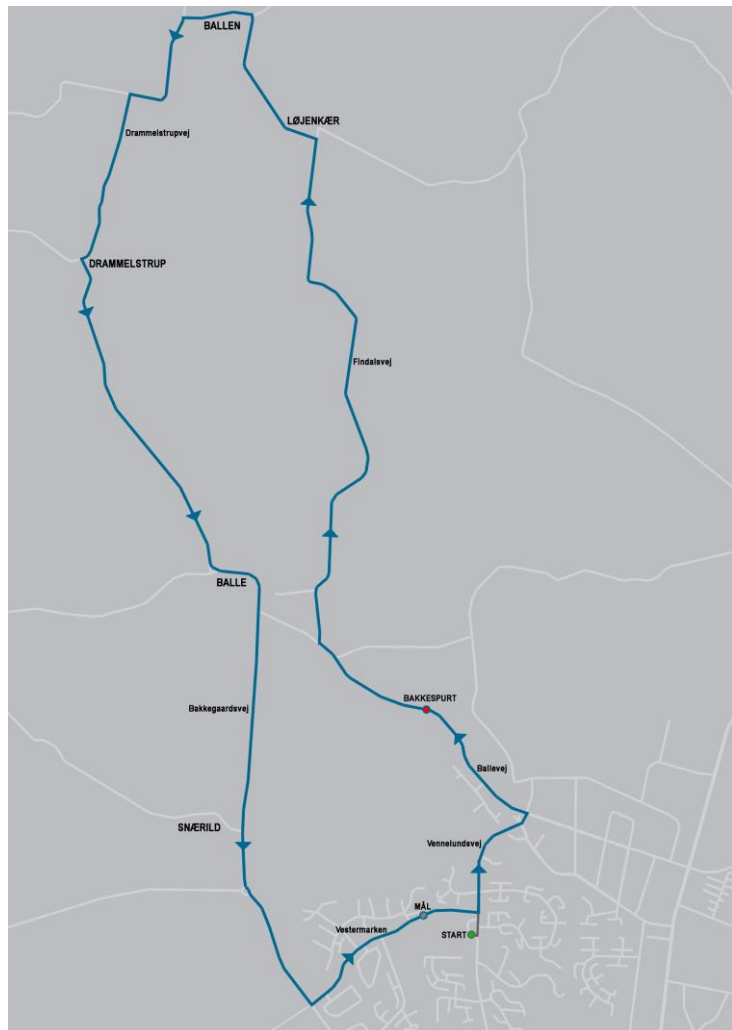 BALLEN
LØJENKÆR
Drammelstrupvej
DRAMMELSTRUP
Findalsvej
BALLE
BAKKESPURT
Bakkegaardsvej
Ballevej
SNÆRILD
Vennelundsvej
MÅL
Vestermarken
START